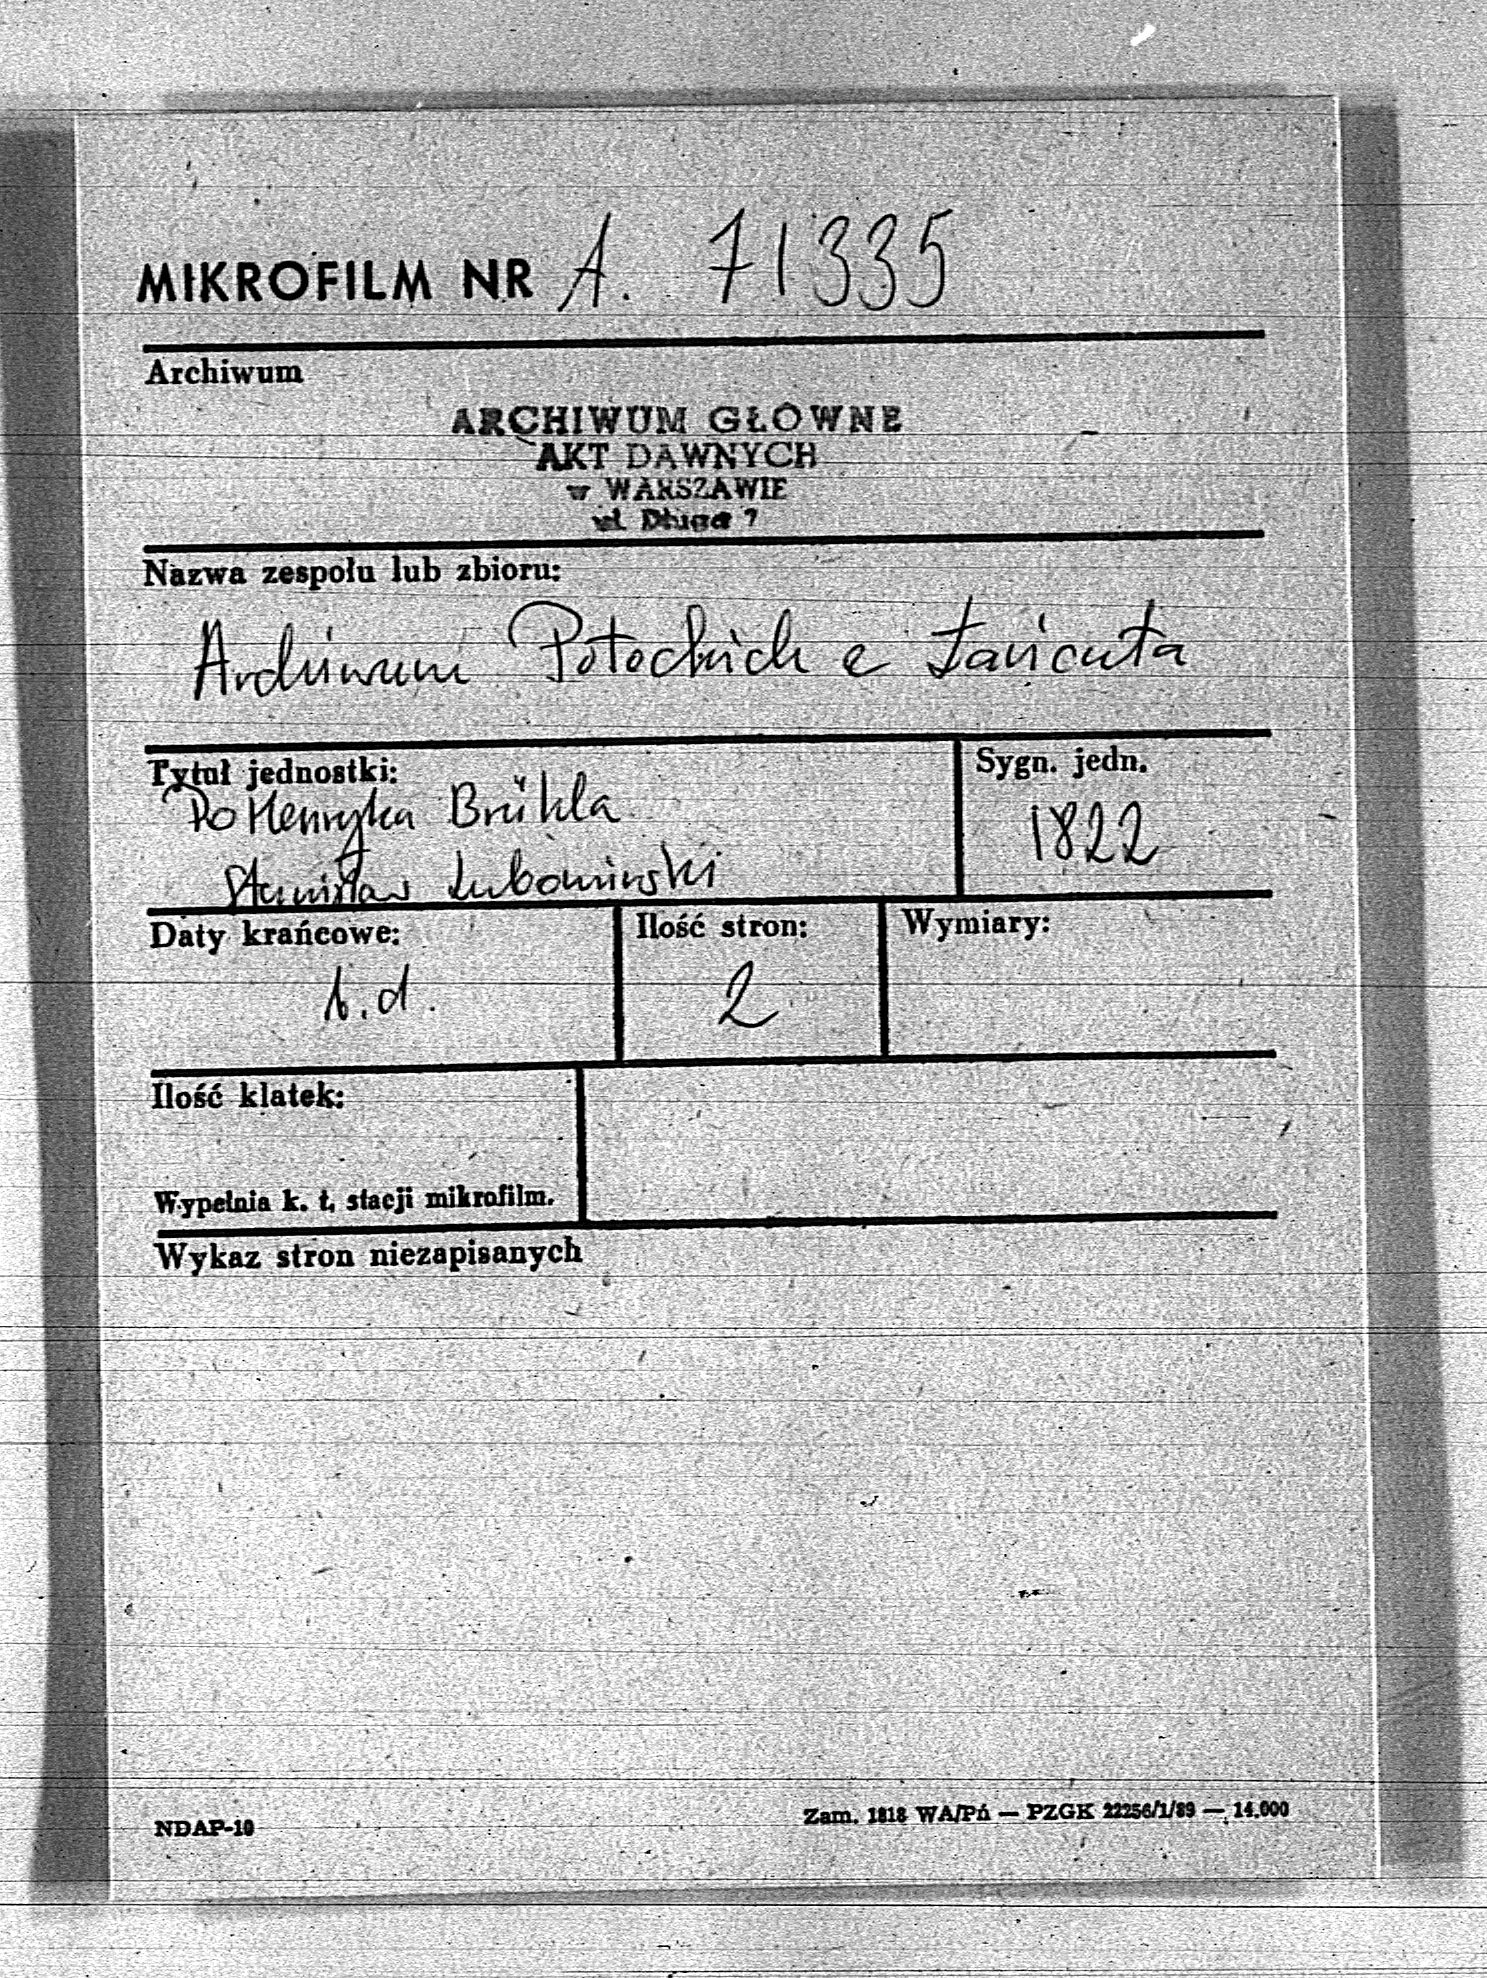 MIKROFILM NR A. 71335
Archiwum
ARCHIWUM GŁÓWNE
AKT DAWNYCH
w WARSZAWIE
ul. Długa 7
Nazwa zespołu lub zbioru:
Archiwum Potockich z Łańcuta
Tytuł jednostki:
Do Henryka Brühla
Stanisław Lubomirski
Sygn. jedn.
1822
Daty krańcowe:
b.d.
Ilość stron:
2
Wymiary:
Ilość klatek:
Wypełnia k. t. stacji mikrofilm.
Wykaz stron niezapisanych
NDAP-10
Zam. 1818 WA/Pń — PZGK 22256/1/89 — 14.000